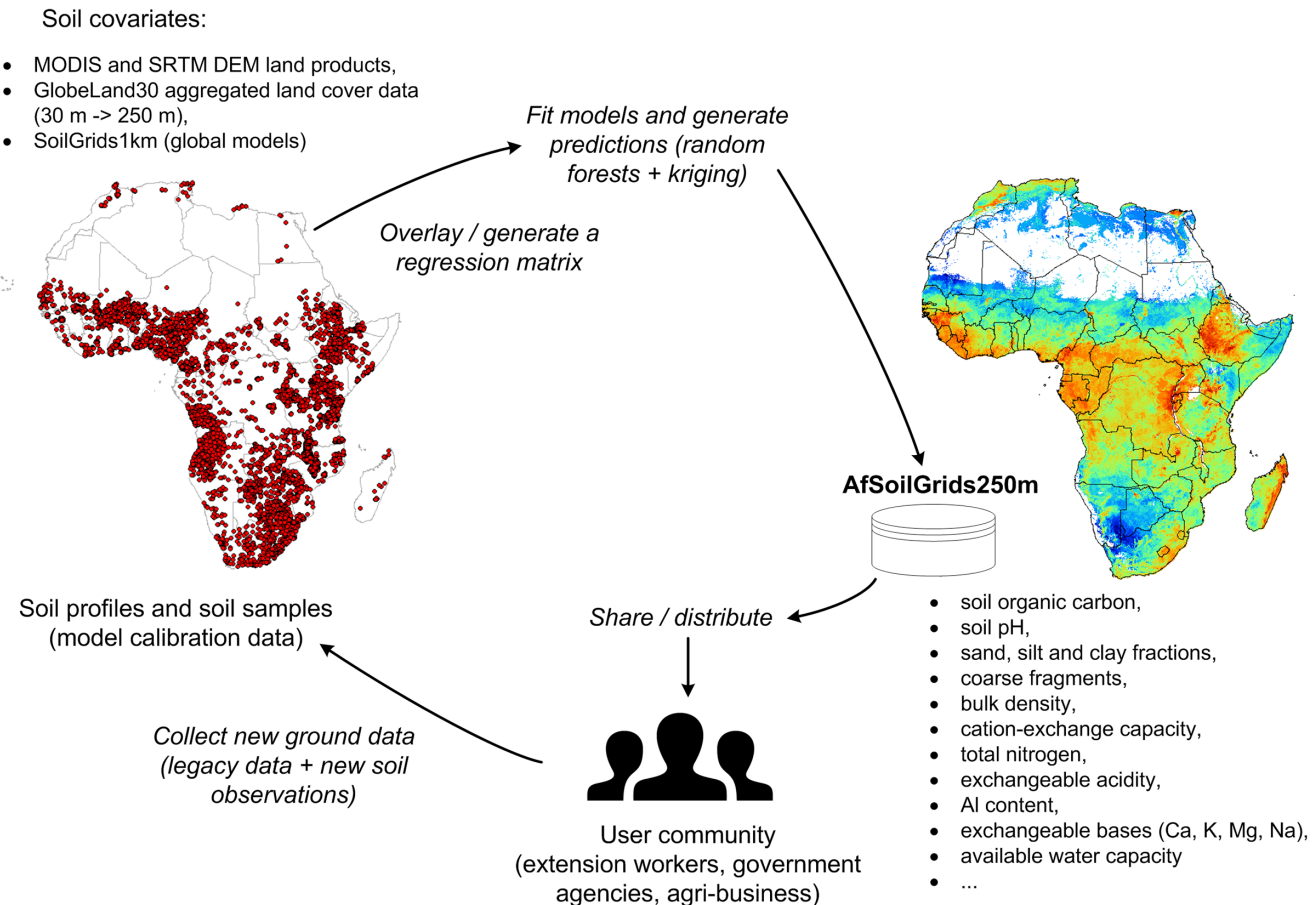 Soil covariates:
• MODIS and SRTM DEM land products,
• GlobeLand30 aggregated land cover data
(30 m -> 250 m),
• SoilGrids1km (global models)
Fit models and generate
predictions (random
forests + kriging)
Overlay / generate a
regression matrix
AfSoilGrids250m
Soil profiles and soil samples
(model calibration data)
Share / distribute
• soil organic carbon,
• soil pH,
• sand, silt and clay fractions,
• coarse fragments,
• bulk density,
• cation-exchange capacity,
• total nitrogen,
• exchangeable acidity,
• Al content,
• exchangeable bases (Ca, K, Mg, Na),
• available water capacity
• ...
Collect new ground data
(legacy data + new soil
observations)
User community
(extension workers, government
agencies, agri-business)